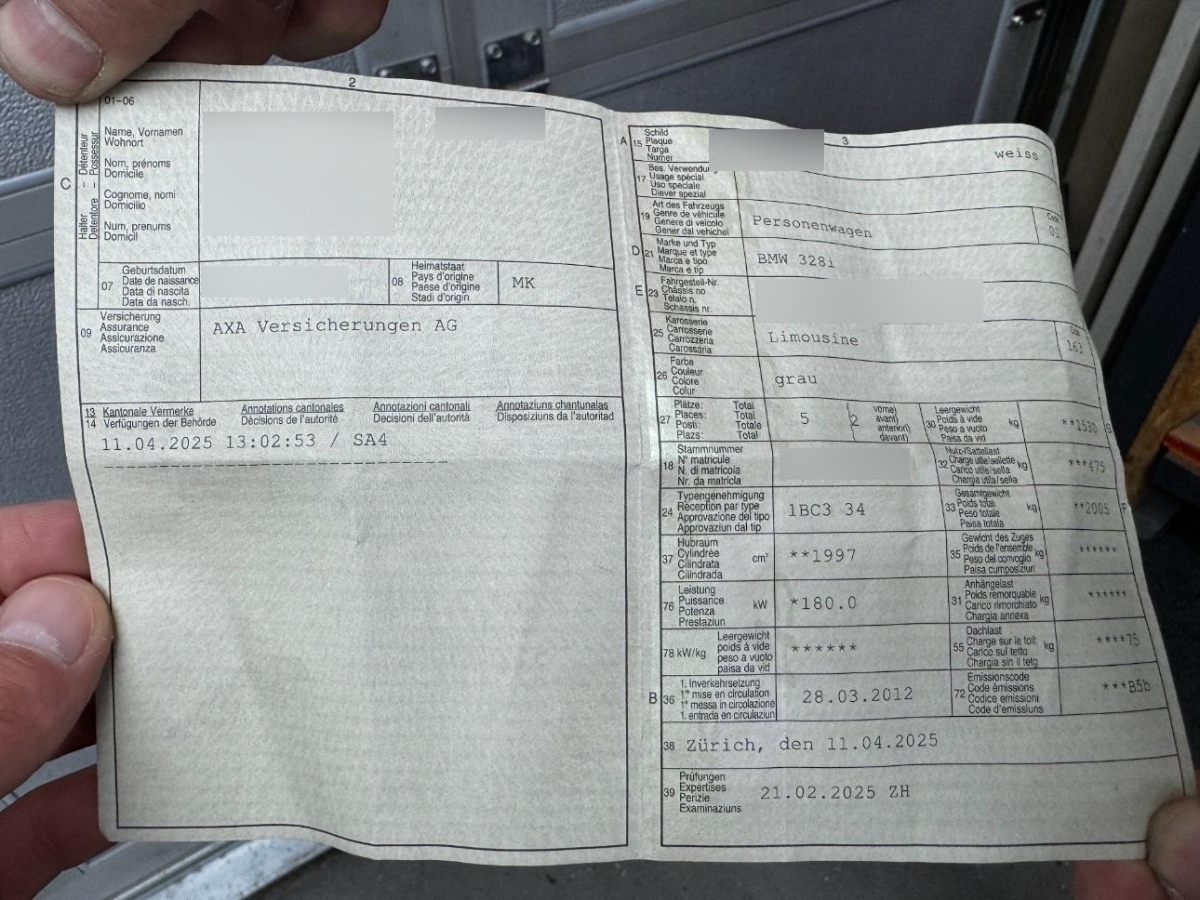 2
01-06
C
Halter – Détenteur
Detentore – Possessur
Name, Vornamen
Wohnort
Nom, prénoms
Domicile
Cognome, nomi
Domicilio
Num, prenums
Domicil
07
Geburtsdatum
Date de naissance
Data di nascita
Data da nasch.
08
Heimatstaat
Pays d'origine
Paese d'origine
Stadi d'origin
MK
09
Versicherung
Assurance
Assicurazione
Assicuranza
AXA Versicherungen AG
13 Kantonale Vermerke Annotations cantonales Annotazioni cantonali Annotaziuns chantunalas
14 Verfügungen der Behörde Décisions de l'autorité Decisioni dell'autorità Disposiziuns da l'autoritad
11.04.2025 13:02:53 / SA4
3
A
15
Schild
Plaque
Targa
Numer
weiss
17
Bes. Verwendu
Usage spécial
Uso speciale
Diever spezial
19
Art des Fahrzeugs
Genre de véhicule
Genere di veicolo
Gener dal vehichel
Personenwagen
Code
01
D
21
Marke und Typ
Marque et type
Marca e tipo
Marca e tip
BMW 328i
E
23
Fahrgestell-Nr.
Châssis no
Telaio n.
Schassis nr.
25
Karosserie
Carrosserie
Carrozzeria
Carossaria
Limousine
Code
163
26
Farbe
Couleur
Colore
Colur
grau
27
Plätze: Total
Places: Total
Posti: Totale
Plazs: Total
5
2
vorne)
avant)
anteriori)
davant)
30
Leergewicht
Poids à vide
Peso a vuoto
Paisa da vid
kg
**1530
18
Stammnummer
N° matricule
N. di matricola
Nr. da matricla
32
Nutz-/Sattellast
Charge utile/sellette
Carico utile/sella
Chargia utila/sella
kg
***475
24
Typengenehmigung
Réception par type
Approvazione del tipo
Approvaziun dal tip
1BC3 34
33
Gesamtgewicht
Poids total
Peso totale
Paisa totala
kg
**2005
37
Hubraum
Cylindrée
Cilindrata
Cilindrada
cm³
**1997
35
Gewicht des Zuges
Poids de l'ensemble
Peso del convoglio
Paisa cumposiziun
kg
******
76
Leistung
Puissance
Potenza
Prestaziun
kW
*180.0
31
Anhängelast
Poids remorquable
Carico rimorchiato
Chargia annexa
kg
******
78 kW/kg
Leergewicht
poids à vide
peso a vuoto
paisa da vid
******
55
Dachlast
Charge sur le toit
Carico sul tetto
Chargia sin il tetg
kg
****75
B
36
1. Inverkehrsetzung
1re mise en circulation
1a messa in circolazione
1. entrada en circulaziun
28.03.2012
72
Emissionscode
Code émissions
Codice emissioni
Code d'emissiuns
***B5b
38
Zürich, den 11.04.2025
39
Prüfungen
Expertises
Perizie
Examinaziuns
21.02.2025 ZH